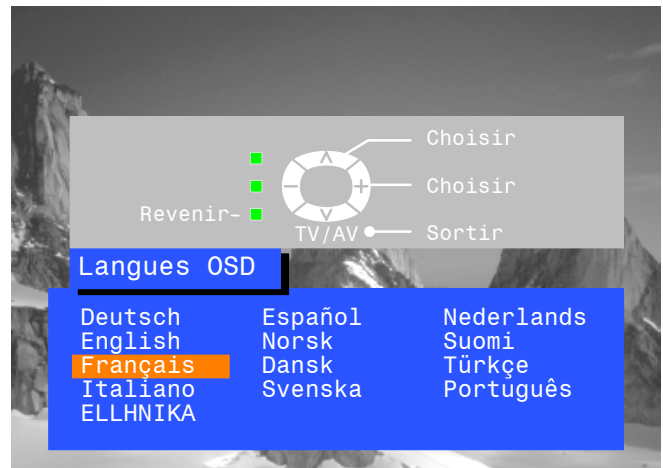 Choisir
Choisir
Revenir-
TV/AV Sortir
Langues OSD
Deutsch Español Nederlands
English Norsk Suomi
Français Dansk Türkçe
Italiano Svenska Português
ELLHNIKA